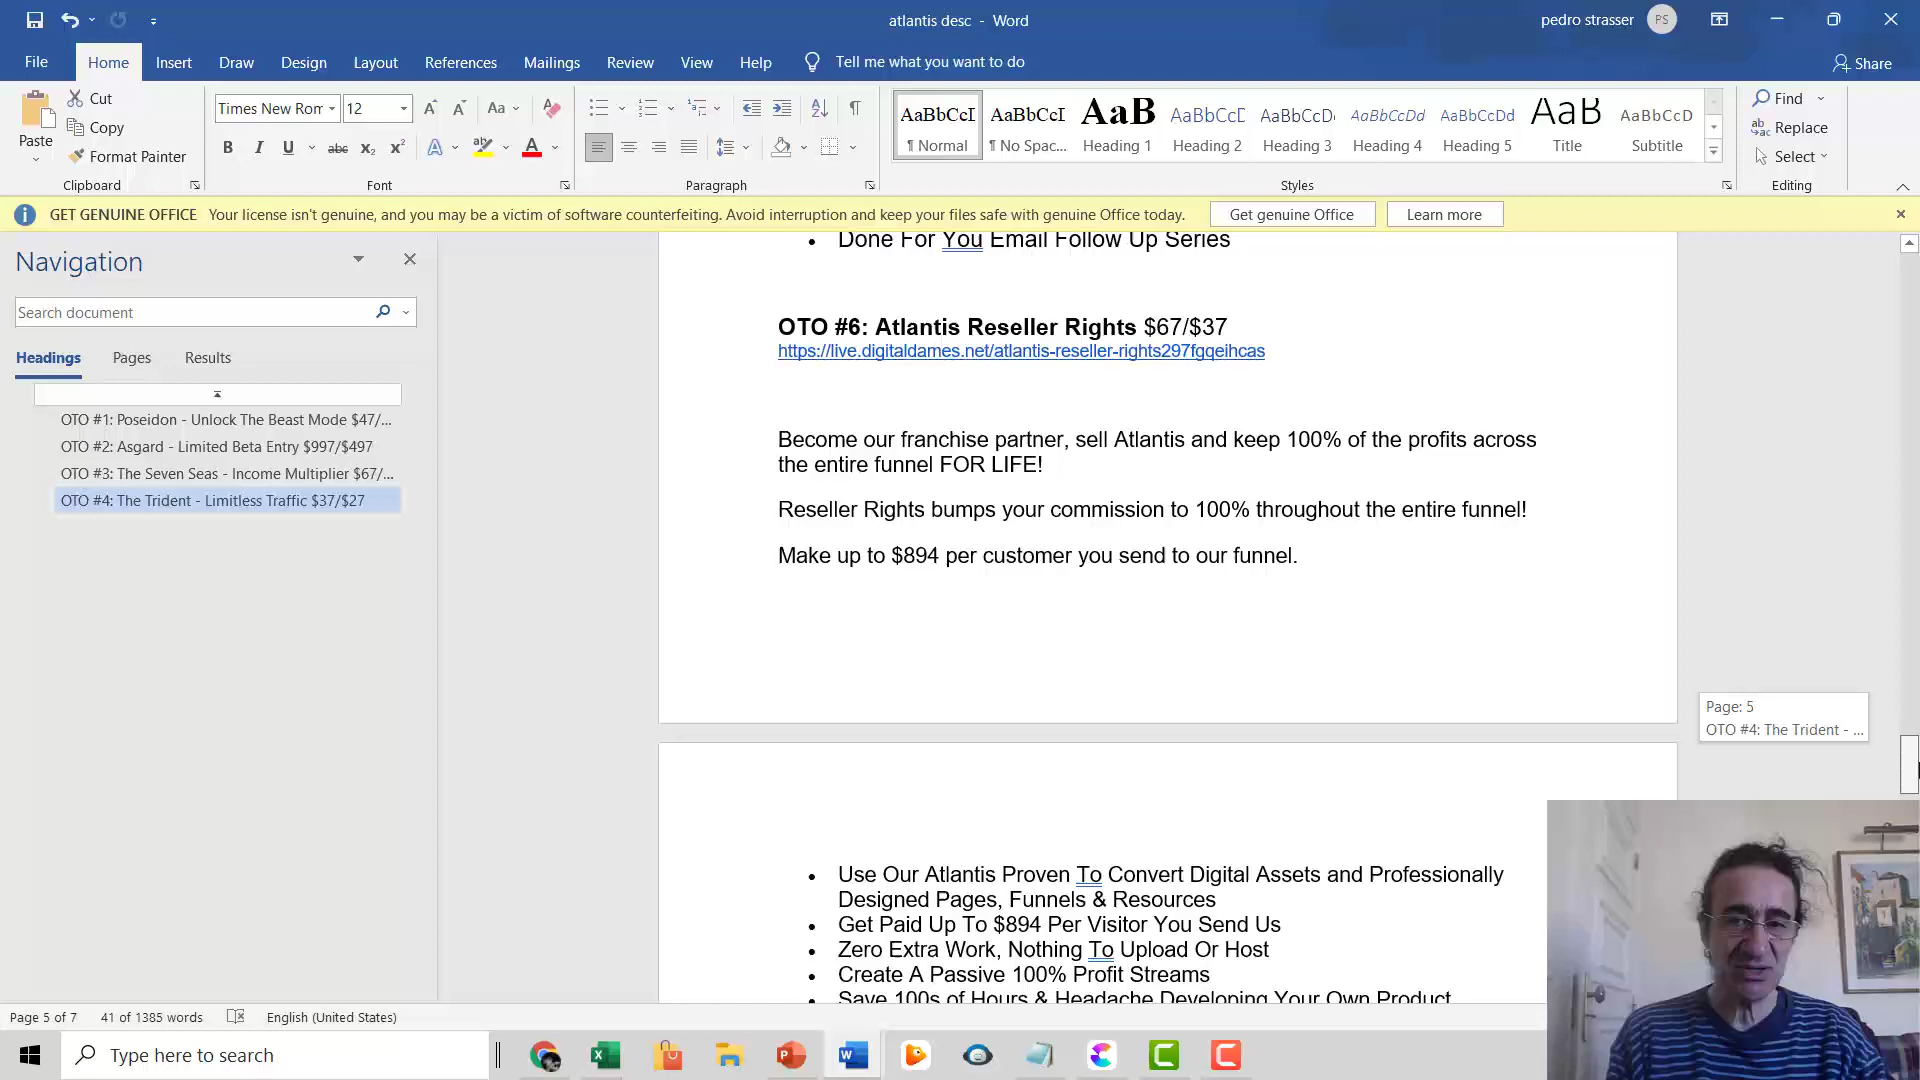 atlantis desc - Word
pedro strasser
PS
File
Home
Insert
Draw
Design
Layout
References
Mailings
Review
View
Help
Tell me what you want to do
Share
Paste
Cut
Copy
Format Painter
Clipboard
Times New Ror
12
Aa
B I U abc x₂ x² A A
Font
Paragraph
AaBbCcI
¶ Normal
AaBbCcI
¶ No Spac...
AaB
Heading 1
AaBbCcC
Heading 2
AaBbCcD
Heading 3
AaBbCcDd
Heading 4
AaBbCcDd
Heading 5
AaB
Title
AaBbCcD
Subtitle
Styles
Find
Replace
Select
Editing
GET GENUINE OFFICE Your license isn't genuine, and you may be a victim of software counterfeiting. Avoid interruption and keep your files safe with genuine Office today.
Get genuine Office
Learn more
Navigation
Search document
Headings
Pages
Results
OTO #1: Poseidon - Unlock The Beast Mode $47/...
OTO #2: Asgard - Limited Beta Entry $997/$497
OTO #3: The Seven Seas - Income Multiplier $67/...
OTO #4: The Trident - Limitless Traffic $37/$27
• Done For You Email Follow Up Series
OTO #6: Atlantis Reseller Rights $67/$37
https://live.digitaldames.net/atlantis-reseller-rights297fgqeihcas
Become our franchise partner, sell Atlantis and keep 100% of the profits across
the entire funnel FOR LIFE!
Reseller Rights bumps your commission to 100% throughout the entire funnel!
Make up to $894 per customer you send to our funnel.
Page: 5
OTO #4: The Trident - ...
• Use Our Atlantis Proven To Convert Digital Assets and Professionally
Designed Pages, Funnels & Resources
• Get Paid Up To $894 Per Visitor You Send Us
• Zero Extra Work, Nothing To Upload Or Host
• Create A Passive 100% Profit Streams
• Save 100s of Hours & Headache Developing Your Own Product
Page 5 of 7
41 of 1385 words
English (United States)
Type here to search